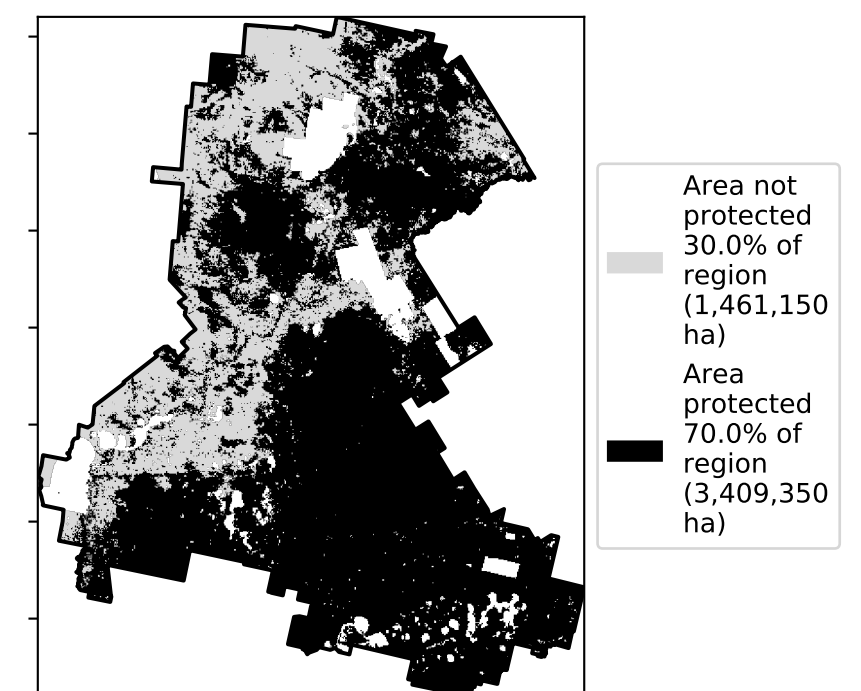 Area not
protected
30.0% of
region
(1,461,150
ha)
Area
protected
70.0% of
region
(3,409,350
ha)